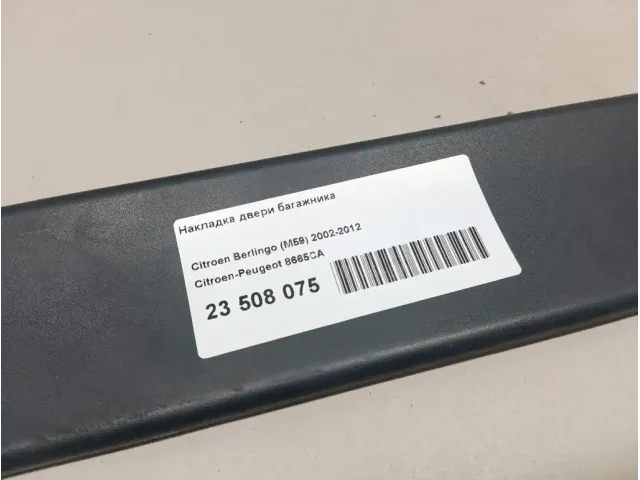 Накладка двери багажника
Citroen Berlingo (M59) 2002-2012
Citroen-Peugeot 8665CA
23 508 075